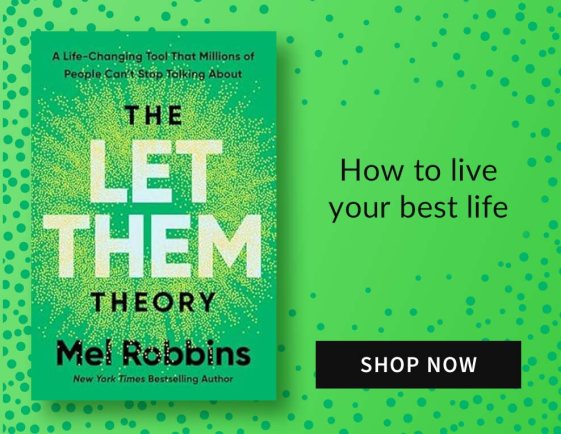 A Life-Changing Tool That Millions of
People Can't Stop Talking About
THE
LET
THEM
THEORY
Mel Robbins
New York Times Bestselling Author
How to live
your best life
SHOP NOW